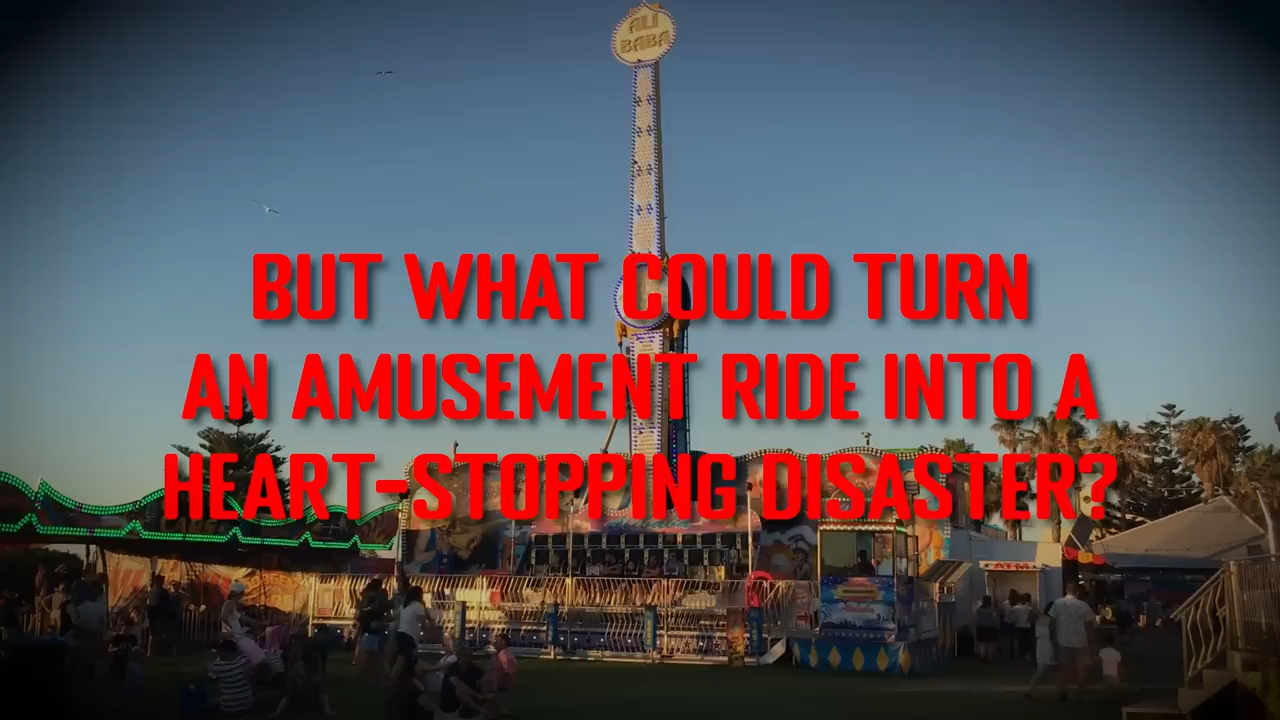 ALI
BABA
BUT WHAT COULD TURN
AN AMUSEMENT RIDE INTO A
HEART-STOPPING DISASTER?
ATM